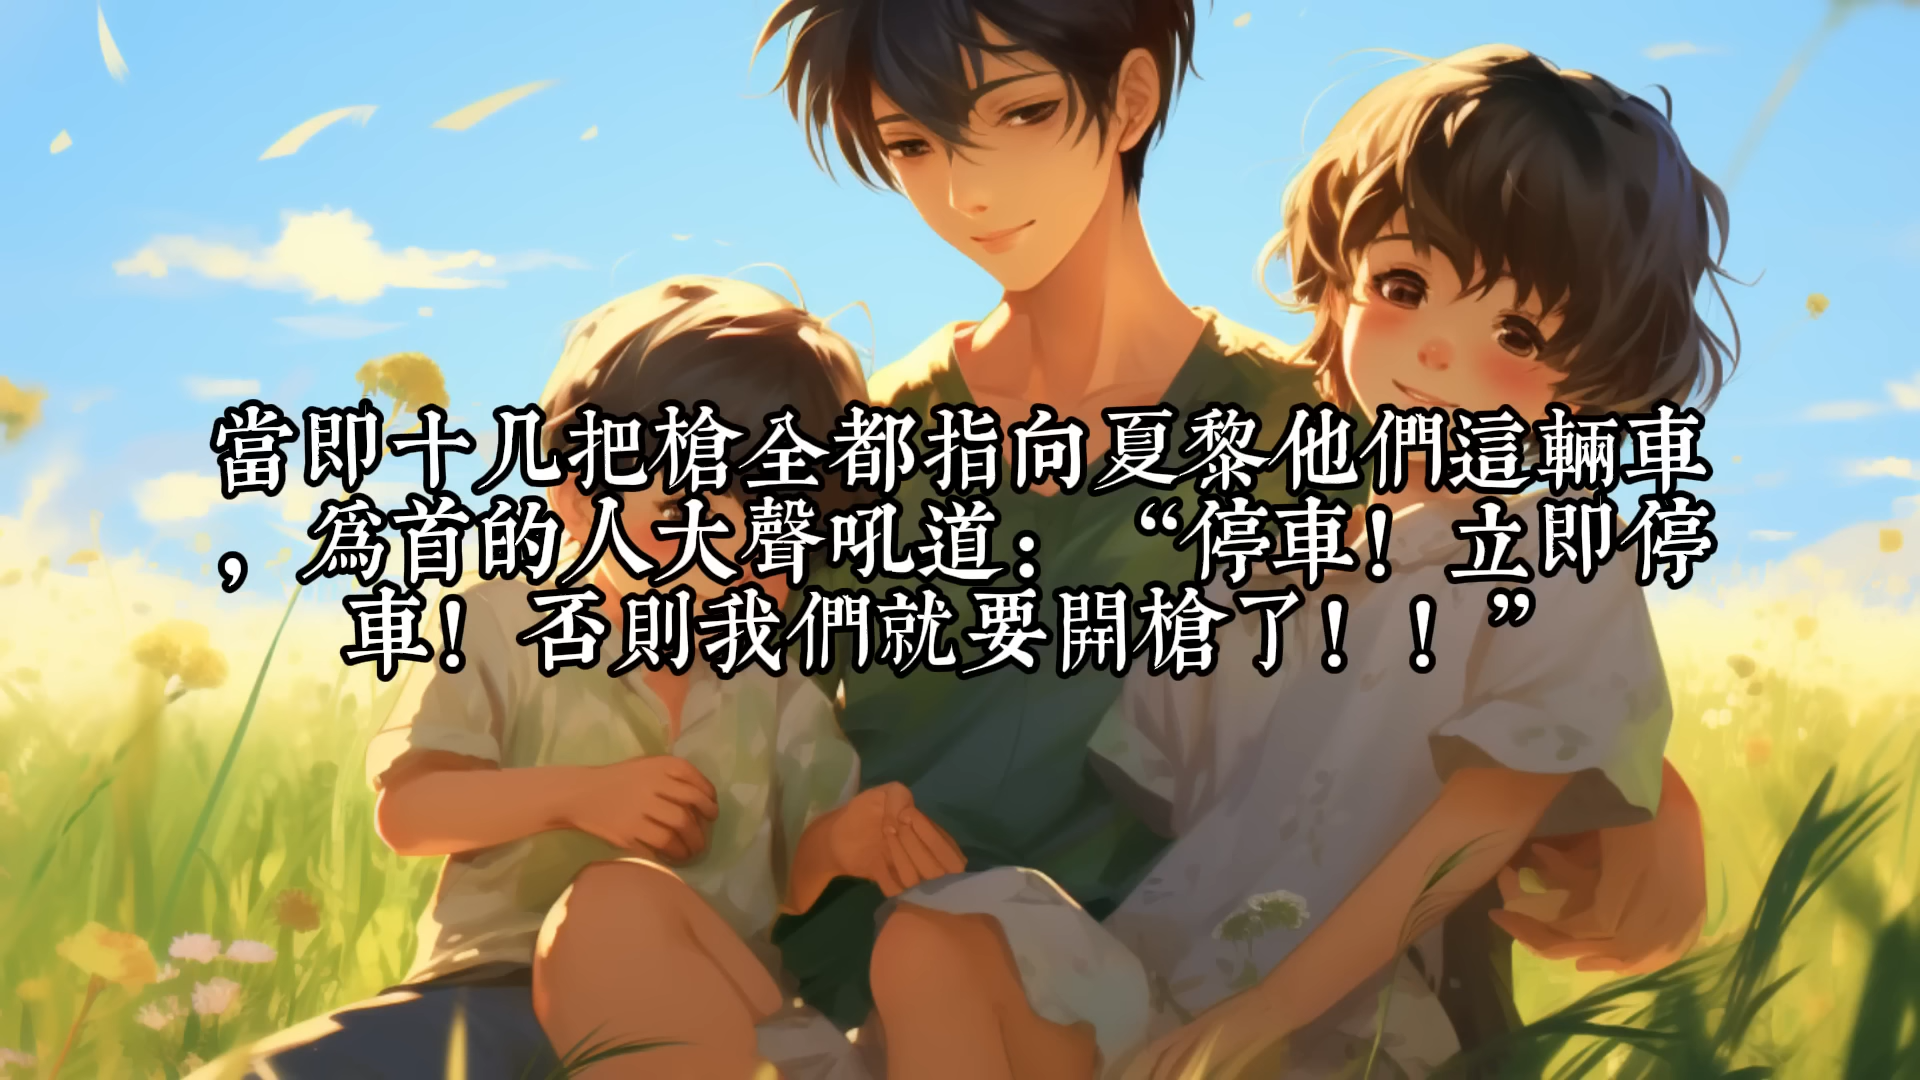 當即十几把槍全都指向夏黎他們這輛車
，爲首的人大聲吼道：“停車！立即停
車！否則我們就要開槍了！！”